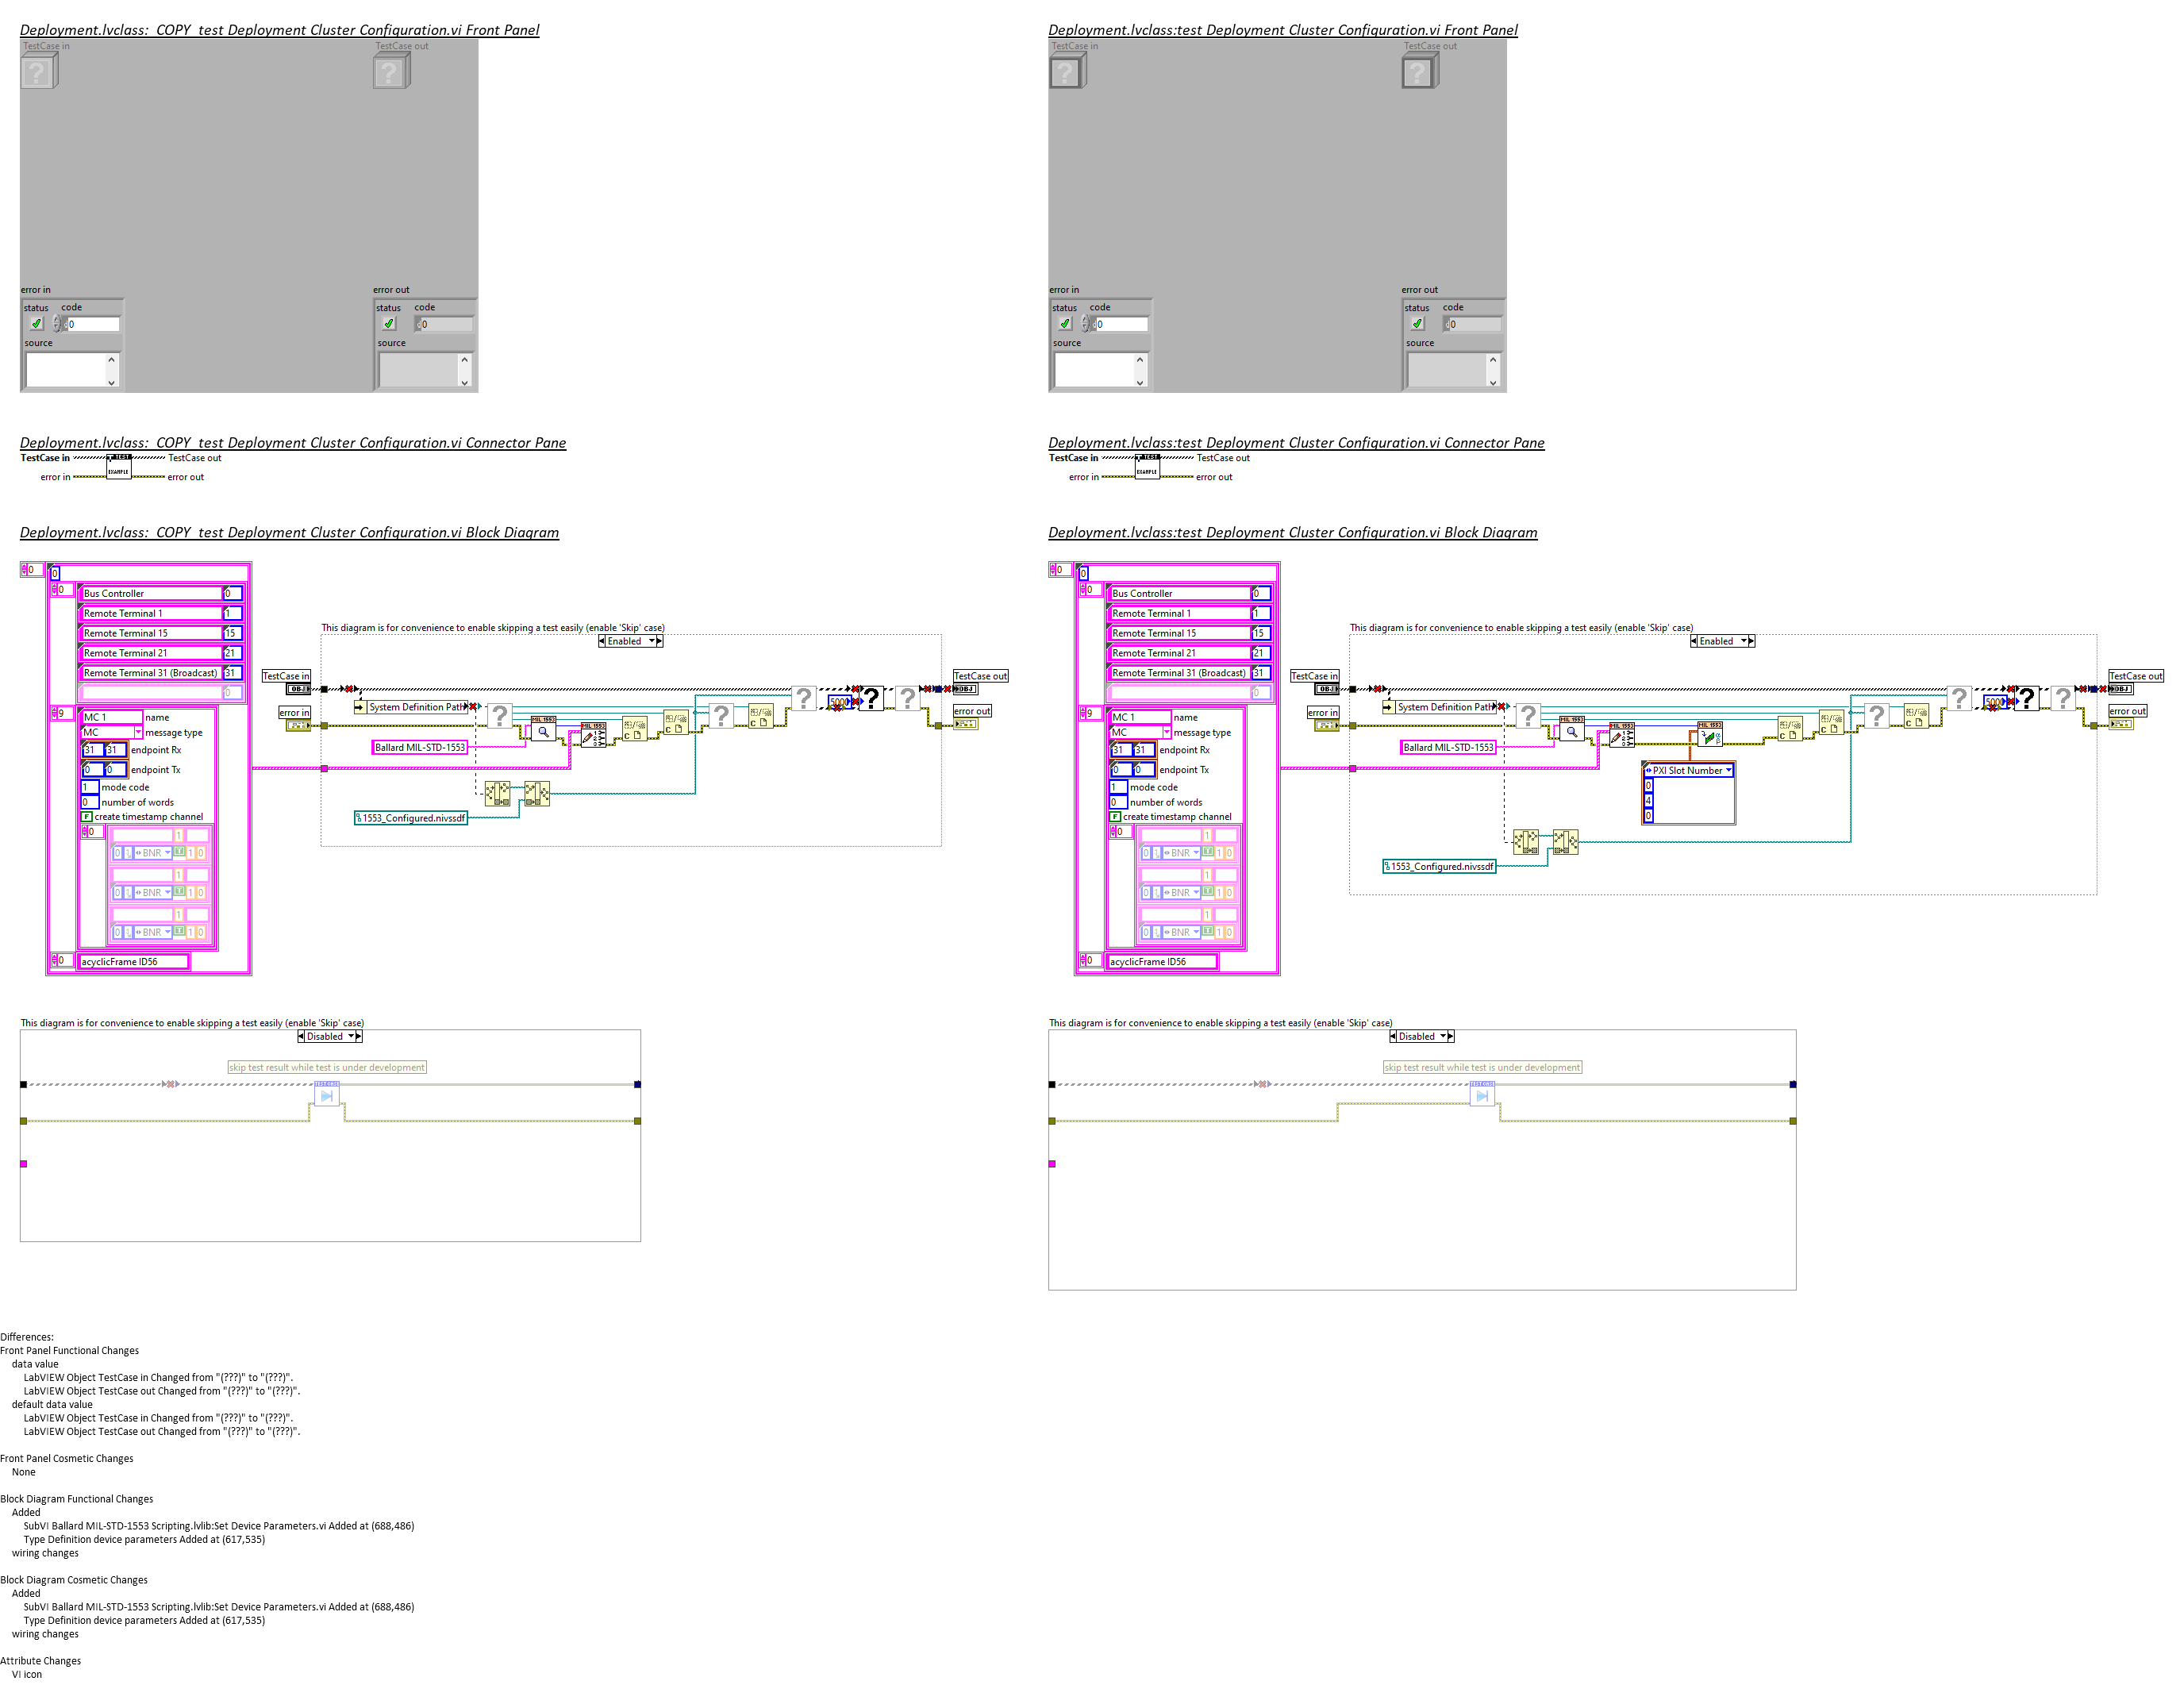 Deployment.lvclass:_COPY_test Deployment Cluster Configuration.vi Front Panel
TestCase in
TestCase out
error in
error out
status
code
0
status
code
0
source
source
Deployment.lvclass:_COPY_test Deployment Cluster Configuration.vi Connector Pane
TestCase in
TestCase out
TEST
EXAMPLE
error in
error out
Deployment.lvclass:_COPY_test Deployment Cluster Configuration.vi Block Diagram
0
0
0
Bus Controller
0
Remote Terminal 1
1
Remote Terminal 15
15
Remote Terminal 21
21
Remote Terminal 31 (Broadcast)
31
0
9
MC 1
name
MC
message type
31
31
endpoint Rx
0
0
endpoint Tx
1
mode code
0
number of words
F
create timestamp channel
0
1
0
BNR
T
1
0
1
0
BNR
T
1
0
1
0
BNR
T
1
0
0
acyclicFrame ID56
This diagram is for convenience to enable skipping a test easily (enable 'Skip' case)
Enabled
TestCase in
OBJ
error in
System Definition Path
MIL 1553
MIL 1553
Ballard MIL-STD-1553
1553_Configured.nivssdf
5000
TestCase out
OBJ
error out
This diagram is for convenience to enable skipping a test easily (enable 'Skip' case)
Disabled
skip test result while test is under development
Deployment.lvclass:test Deployment Cluster Configuration.vi Front Panel
TestCase in
TestCase out
error in
error out
status
code
0
status
code
0
source
source
Deployment.lvclass:test Deployment Cluster Configuration.vi Connector Pane
TestCase in
TestCase out
TEST
EXAMPLE
error in
error out
Deployment.lvclass:test Deployment Cluster Configuration.vi Block Diagram
0
0
0
Bus Controller
0
Remote Terminal 1
1
Remote Terminal 15
15
Remote Terminal 21
21
Remote Terminal 31 (Broadcast)
31
0
9
MC 1
name
MC
message type
31
31
endpoint Rx
0
0
endpoint Tx
1
mode code
0
number of words
F
create timestamp channel
0
1
0
BNR
T
1
0
1
0
BNR
T
1
0
1
0
BNR
T
1
0
0
acyclicFrame ID56
This diagram is for convenience to enable skipping a test easily (enable 'Skip' case)
Enabled
TestCase in
OBJ
error in
System Definition Path
MIL 1553
MIL 1553
MIL 1553
Ballard MIL-STD-1553
PXI Slot Number
0
4
0
1553_Configured.nivssdf
5000
TestCase out
OBJ
error out
This diagram is for convenience to enable skipping a test easily (enable 'Skip' case)
Disabled
skip test result while test is under development
Differences:
Front Panel Functional Changes
data value
LabVIEW Object TestCase in Changed from "(???)" to "(???)".
LabVIEW Object TestCase out Changed from "(???)" to "(???)".
default data value
LabVIEW Object TestCase in Changed from "(???)" to "(???)".
LabVIEW Object TestCase out Changed from "(???)" to "(???)".
Front Panel Cosmetic Changes
None
Block Diagram Functional Changes
Added
SubVI Ballard MIL-STD-1553 Scripting.lvlib:Set Device Parameters.vi Added at (688,486)
Type Definition device parameters Added at (617,535)
wiring changes
Block Diagram Cosmetic Changes
Added
SubVI Ballard MIL-STD-1553 Scripting.lvlib:Set Device Parameters.vi Added at (688,486)
Type Definition device parameters Added at (617,535)
wiring changes
Attribute Changes
VI icon